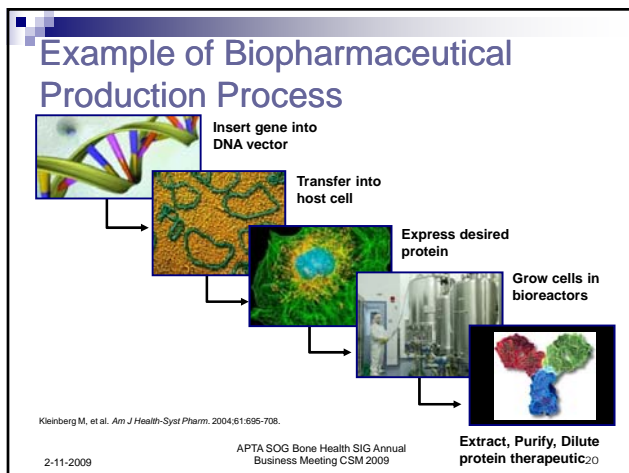 Example of Biopharmaceutical
Production Process
Insert gene into
DNA vector
Transfer into
host cell
Express desired
protein
Grow cells in
bioreactors
Extract, Purify, Dilute
protein therapeutic
Kleinberg M, et al. Am J Health-Syst Pharm. 2004;61:695-708.
2-11-2009
APTA SOG Bone Health SIG Annual
Business Meeting CSM 2009
20